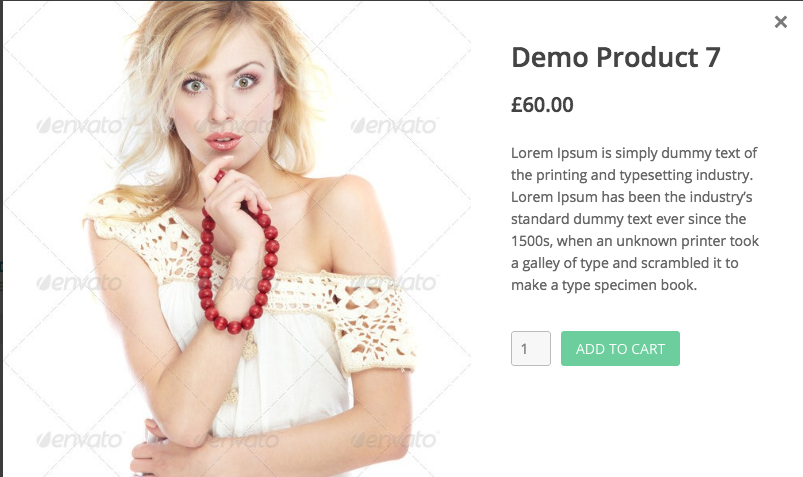 ×
Demo Product 7
£60.00
Lorem Ipsum is simply dummy text of
the printing and typesetting industry.
Lorem Ipsum has been the industry's
standard dummy text ever since the
1500s, when an unknown printer took
a galley of type and scrambled it to
make a type specimen book.
1
ADD TO CART
envato envato envato
envato envato envato
envato envato envato